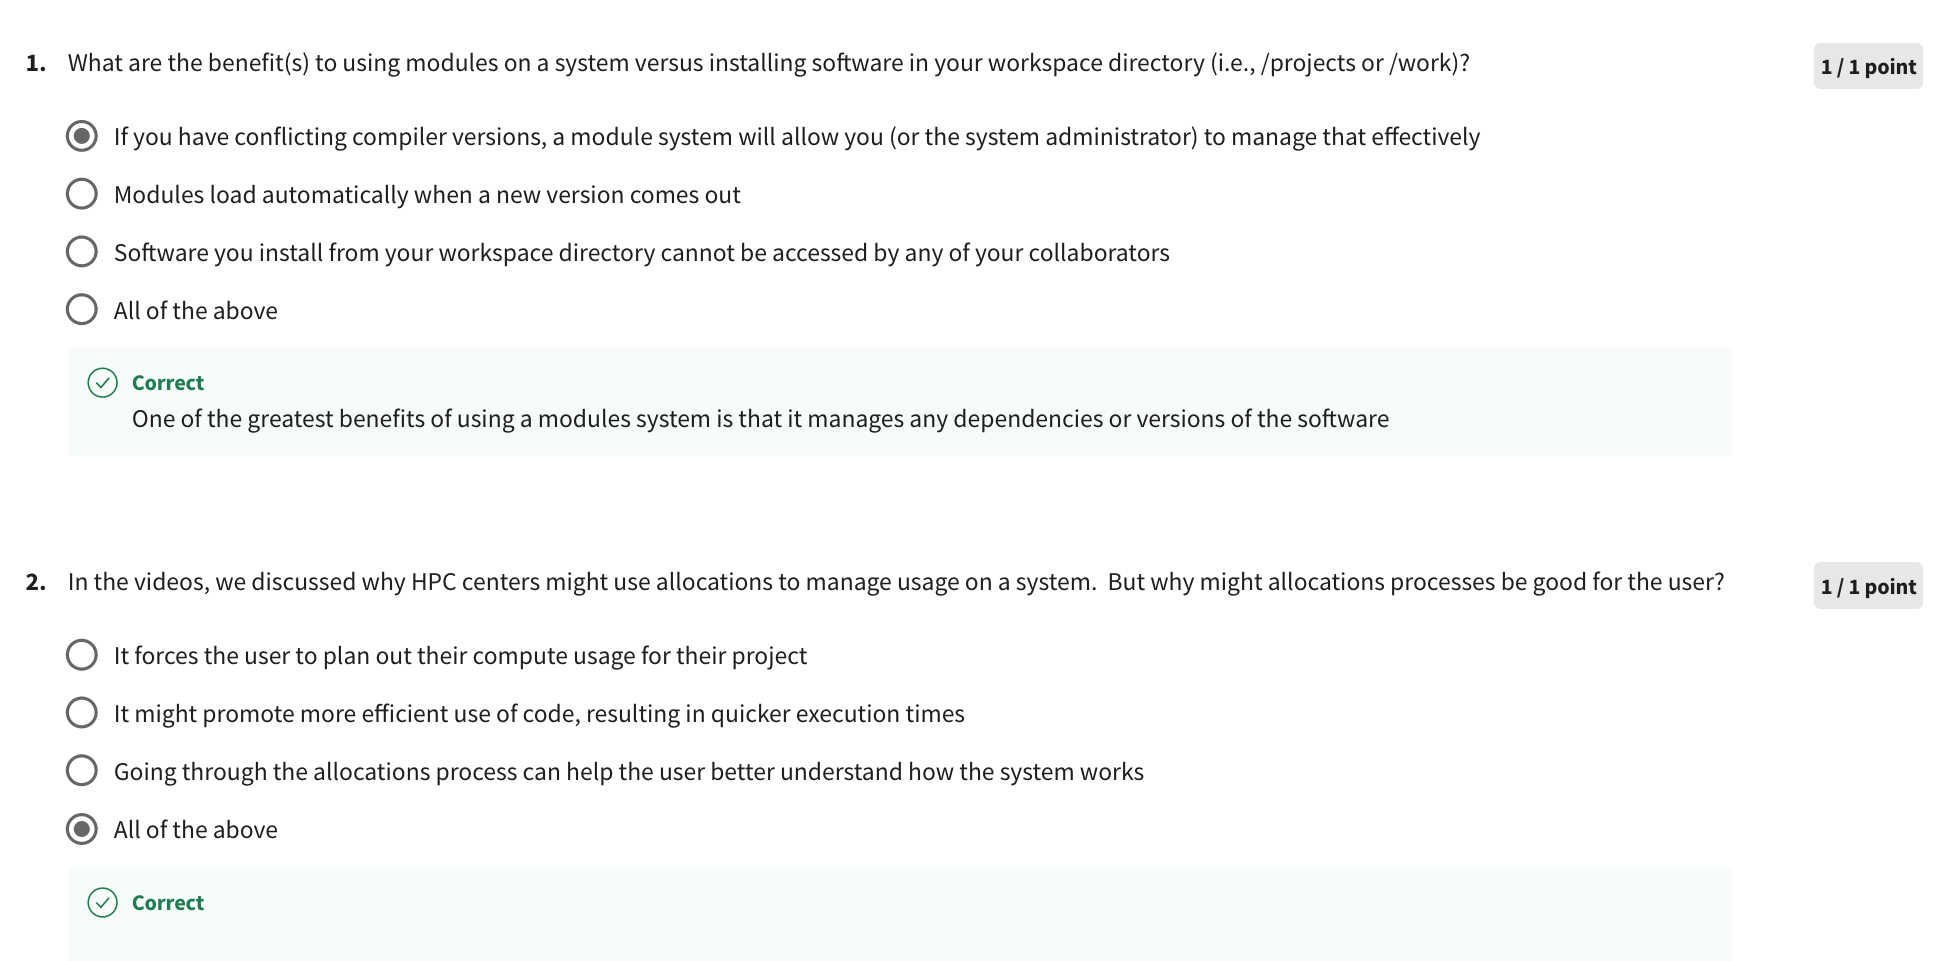 1. What are the benefit(s) to using modules on a system versus installing software in your workspace directory (i.e., /projects or /work)?
1 / 1 point
If you have conflicting compiler versions, a module system will allow you (or the system administrator) to manage that effectively
Modules load automatically when a new version comes out
Software you install from your workspace directory cannot be accessed by any of your collaborators
All of the above
Correct
One of the greatest benefits of using a modules system is that it manages any dependencies or versions of the software
2. In the videos, we discussed why HPC centers might use allocations to manage usage on a system.  But why might allocations processes be good for the user?
1 / 1 point
It forces the user to plan out their compute usage for their project
It might promote more efficient use of code, resulting in quicker execution times
Going through the allocations process can help the user better understand how the system works
All of the above
Correct